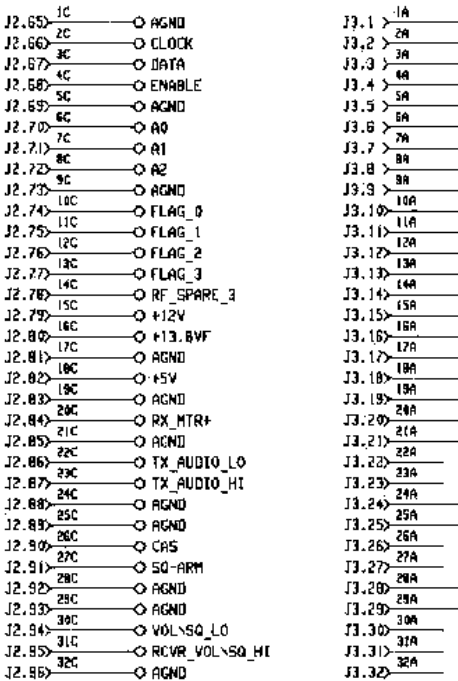 1C 1A
J2.65 AGND J3.1
2C 2A
J2.66 CLOCK J3.2
3C 3A
J2.67 DATA J3.3
4C 4A
J2.68 ENABLE J3.4
5C 5A
J2.69 AGND J3.5
6C 6A
J2.70 A0 J3.6
7C 7A
J2.71 A1 J3.7
8C 8A
J2.72 A2 J3.8
9C 9A
J2.73 AGND J3.9
10C 10A
J2.74 FLAG_0 J3.10
11C 11A
J2.75 FLAG_1 J3.11
12C 12A
J2.76 FLAG_2 J3.12
13C 13A
J2.77 FLAG_3 J3.13
14C 14A
J2.78 RF_SPARE_3 J3.14
15C 15A
J2.79 +12V J3.15
16C 16A
J2.80 +13.8VF J3.16
17C 17A
J2.81 AGND J3.17
18C 18A
J2.82 +5V J3.18
19C 19A
J2.83 AGND J3.19
20C 20A
J2.84 RX_MTR+ J3.20
21C 21A
J2.85 AGND J3.21
22C 22A
J2.86 TX_AUDIO_LO J3.22
23C 23A
J2.87 TX_AUDIO_HI J3.23
24C 24A
J2.88 AGND J3.24
25C 25A
J2.89 AGND J3.25
26C 26A
J2.90 CAS J3.26
27C 27A
J2.91 SQ-ARM J3.27
28C 28A
J2.92 AGND J3.28
29C 29A
J2.93 AGND J3.29
30C 30A
J2.94 VOL\SQ_LO J3.30
31C 31A
J2.95 RCVR_VOL\SQ_HI J3.31
32C 32A
J2.96 AGND J3.32